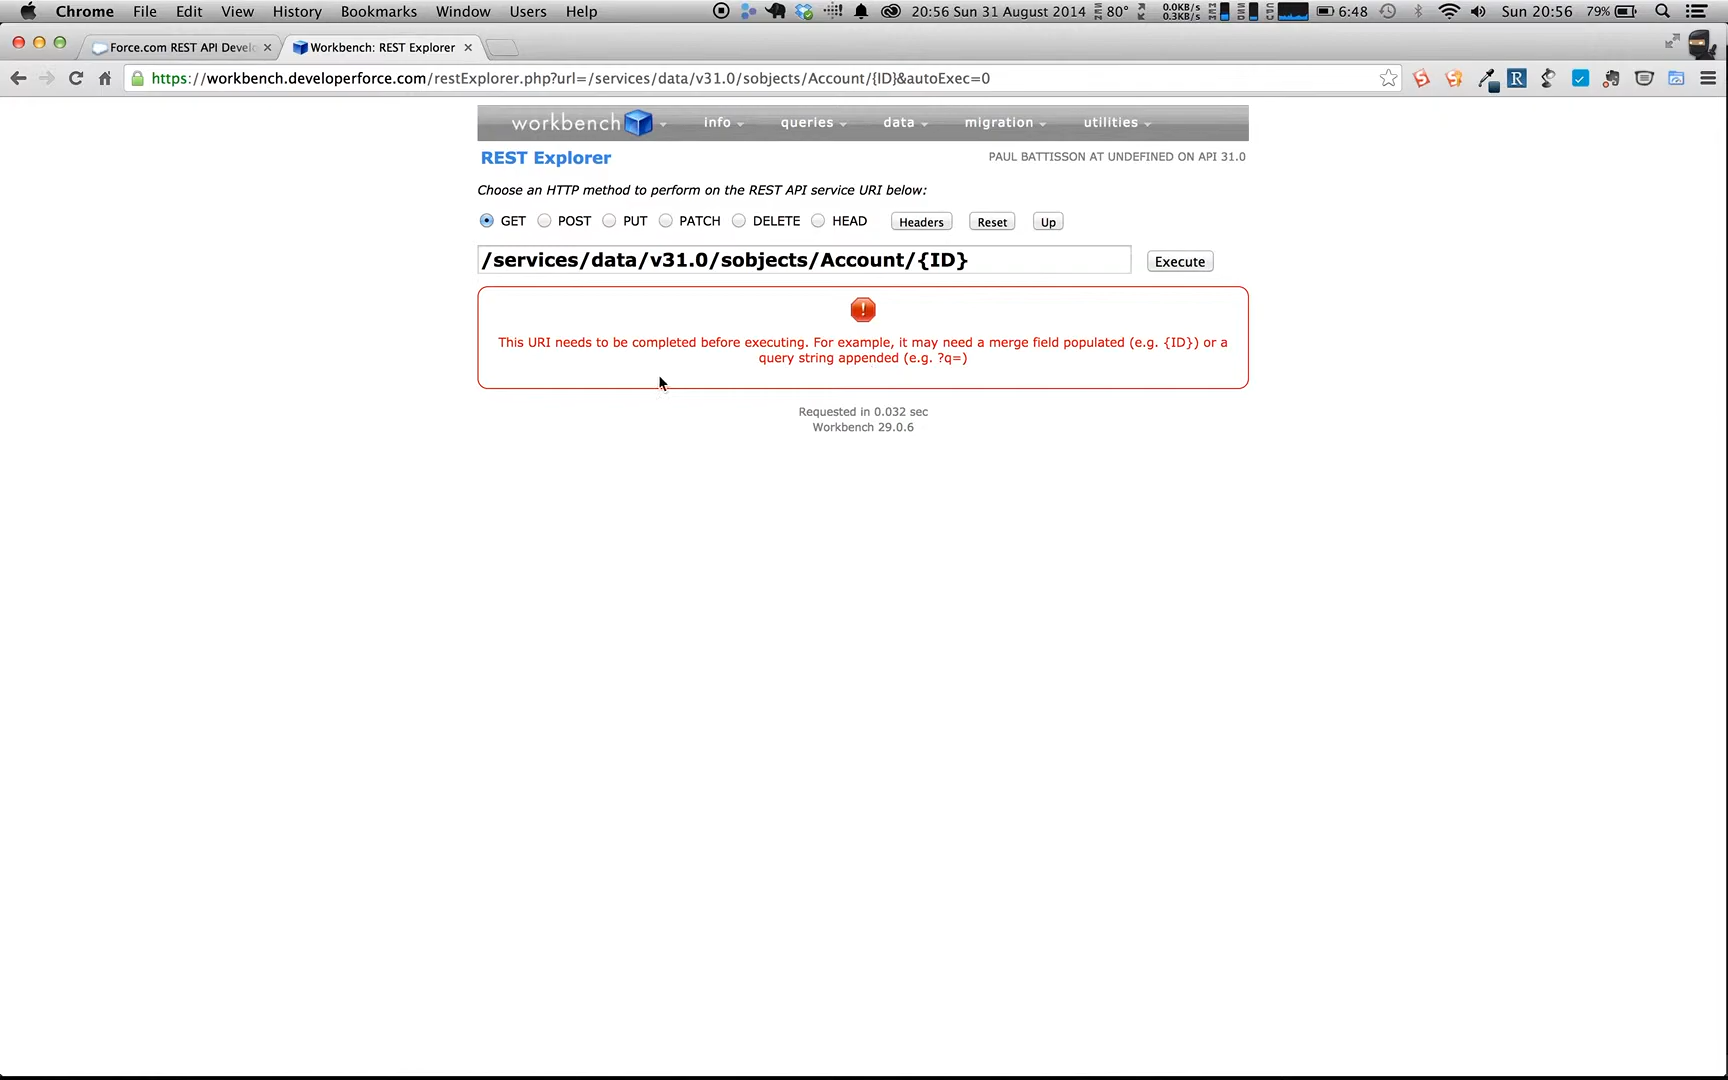 Chrome File Edit View History Bookmarks Window Users Help 20:56 Sun 31 August 2014 80° 0.0KB/s 0.3KB/s 6:48 Sun 20:56 79%
Force.com REST API Devel Workbench: REST Explorer
https://workbench.developerforce.com/restExplorer.php?url=/services/data/v31.0/sobjects/Account/{ID}&autoExec=0
workbench info queries data migration utilities
REST Explorer PAUL BATTISSON AT UNDEFINED ON API 31.0
Choose an HTTP method to perform on the REST API service URI below:
GET POST PUT PATCH DELETE HEAD Headers Reset Up
/services/data/v31.0/sobjects/Account/{ID} Execute
This URI needs to be completed before executing. For example, it may need a merge field populated (e.g. {ID}) or a
query string appended (e.g. ?q=)
Requested in 0.032 sec
Workbench 29.0.6